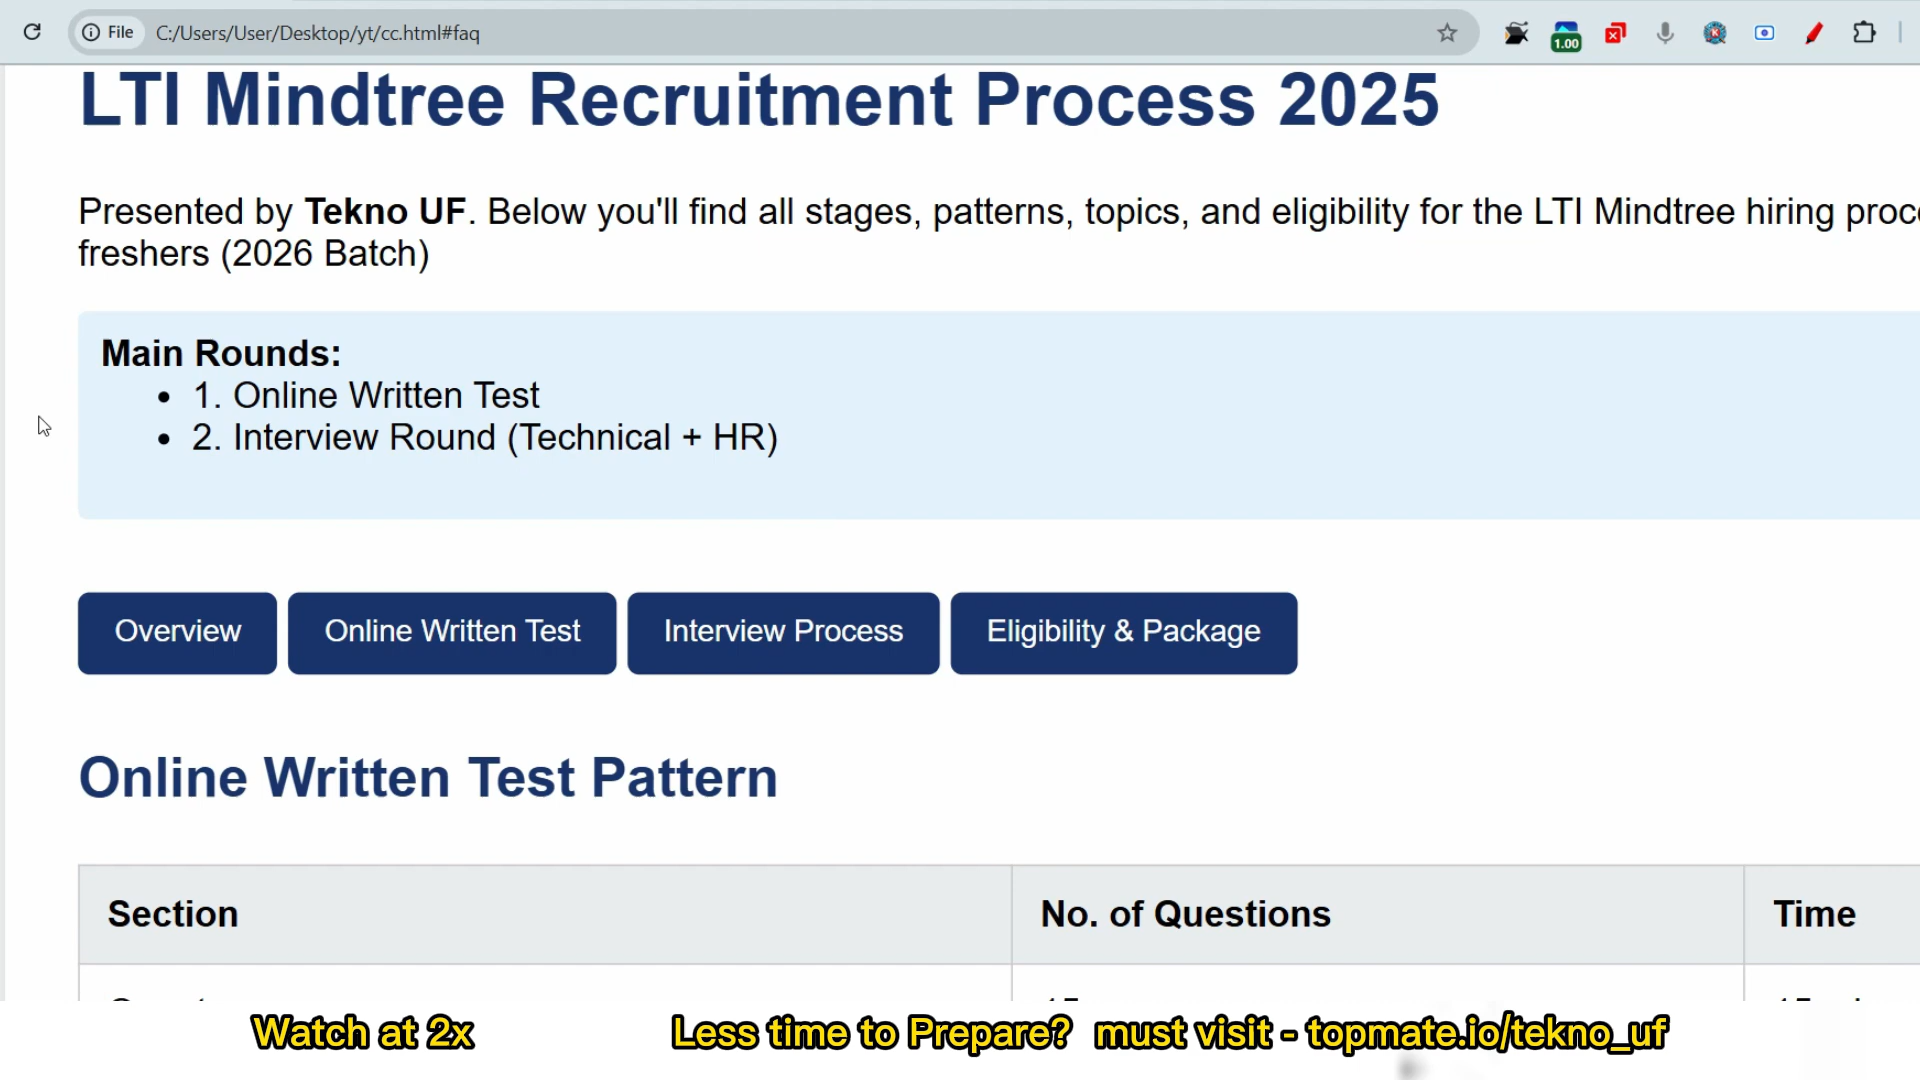 File C:/Users/User/Desktop/yt/cc.html#faq
1.00
LTI Mindtree Recruitment Process 2025
Presented by Tekno UF. Below you'll find all stages, patterns, topics, and eligibility for the LTI Mindtree hiring
freshers (2026 Batch)
Main Rounds:
• 1. Online Written Test
• 2. Interview Round (Technical + HR)
Overview Online Written Test Interview Process Eligibility & Package
Online Written Test Pattern
Section No. of Questions Time
Watch at 2x Less time to Prepare? must visit - topmate.io/tekno_uf